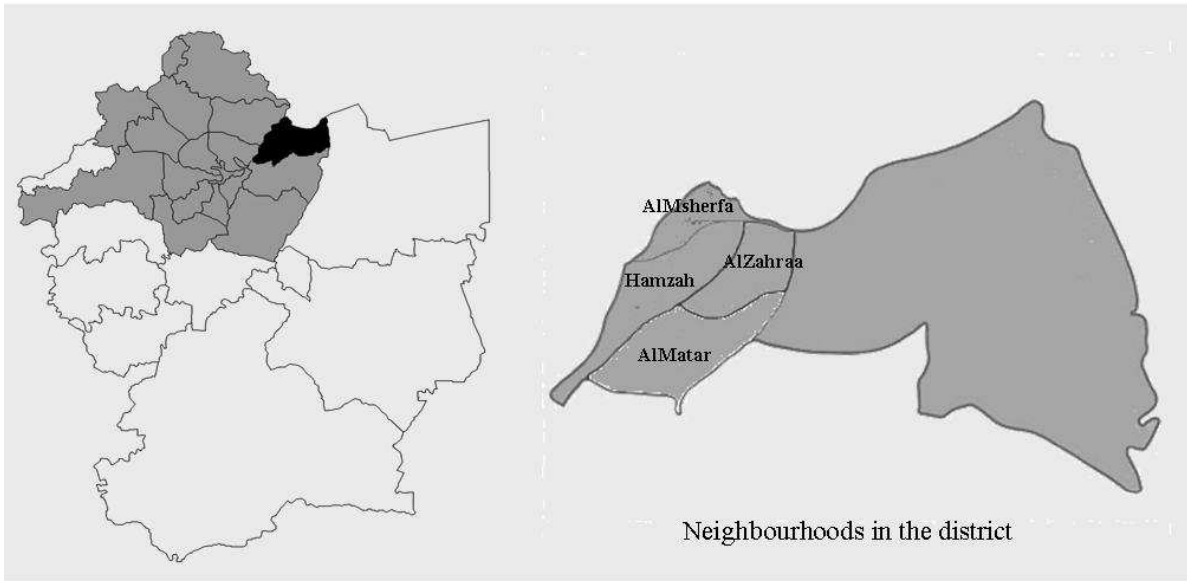 AlMsherfa
AlZahraa
Hamzah
AlMatar
Neighbourhoods in the district